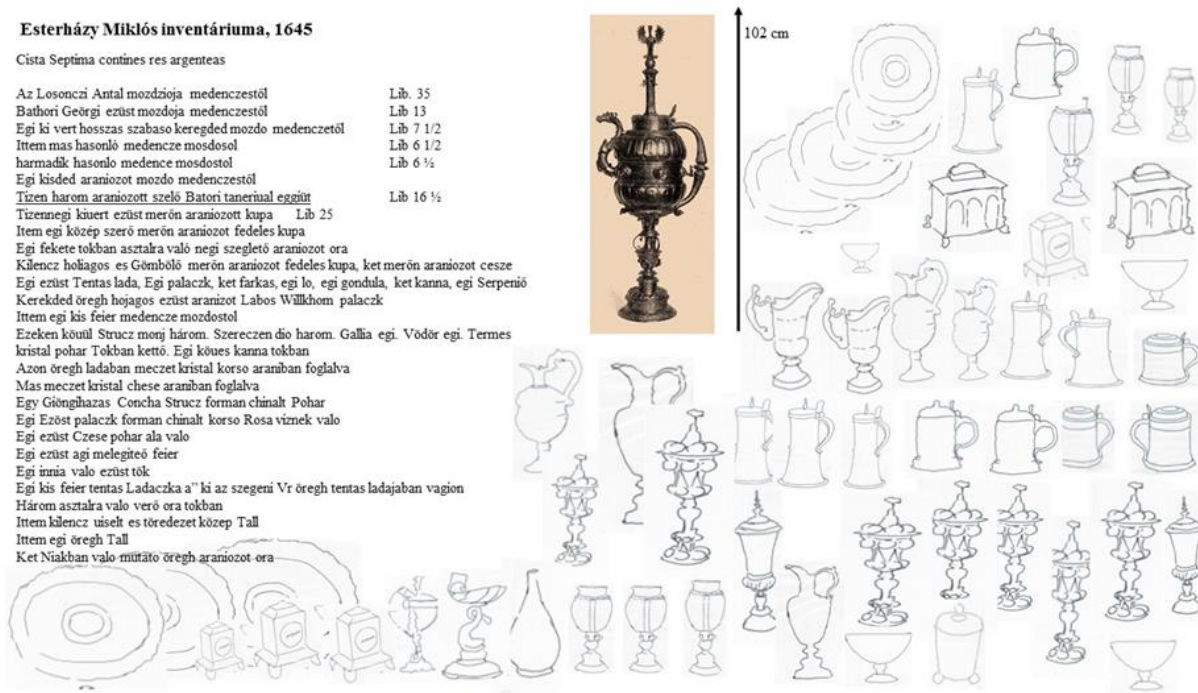 Esterházy Miklós inventáriuma, 1645
Cista Septima contines res argenteas
Az Losonczi Antal mozdzioja medenczestől Lib. 35
Bathori Geörgi ezüst mozdoja medenczestől Lib 13
Egi ki vert hosszas szabaso keregded mozdo medenczetől Lib 7 1/2
Ittem mas hasonló medencze mosdosol Lib 6 1/2
harmadik hasonlo medence mosdostol Lib 6 ½
Egi kisded araniozot mozdo medenczestől
Tizen harom araniozott szelő Batori taneriual eggiüt Lib 16 ½
Tizennegi kiuert ezüst merőn araniozott kupa Lib 25
Item egi közép szerő merőn araniozot fedeles kupa
Egi fekete tokban asztalra való negi szeglető araniozot ora
Kilencz holiagos es Gömbölő merőn araniozot fedeles kupa, ket merőn araniozot cesze
Egi ezüst Tentas lada, Egi palaczk, ket farkas, egi lo, egi gondula, ket kanna, egi Serpeniő
Kerekded öregh hojagos ezüst aranizot Labos Willkhom palaczk
Ittem egi kis feier medencze mozdostol
Ezeken köuül Strucz monj három. Szereczen dio harom. Gallia egi. Vödör egi. Termes
kristal pohar Tokban kettő. Egi köues kanna tokban
Azon öregh ladaban meczet kristal korso araniban foglalva
Mas meczet kristal chese araniban foglalva
Egy Giöngihazas Concha Strucz forman chinalt Pohar
Egi Ezőst palaczk forman chinalt korso Rosa viznek valo
Egi ezüst Czese pohar ala valo
Egi ezüst agi melegiteő feier
Egi innia valo ezüst tök
Egi kis feier tentas Ladaczka a" ki az szegeni Vr öregh tentas ladajaban vagion
Három asztalra valo verő ora tokban
Ittem kilencz uiselt es töredezet közep Tall
Ittem egi öregh Tall
Ket Niakban valo mutato öregh araniozot ora
102 cm